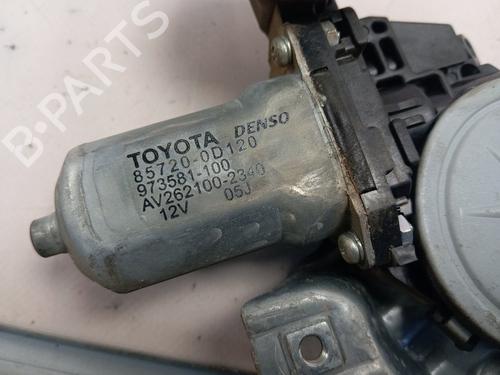 B-PARTS
TOYOTA DENSO
85720-0D120
973581-100
AV262100-2340
12V 05J